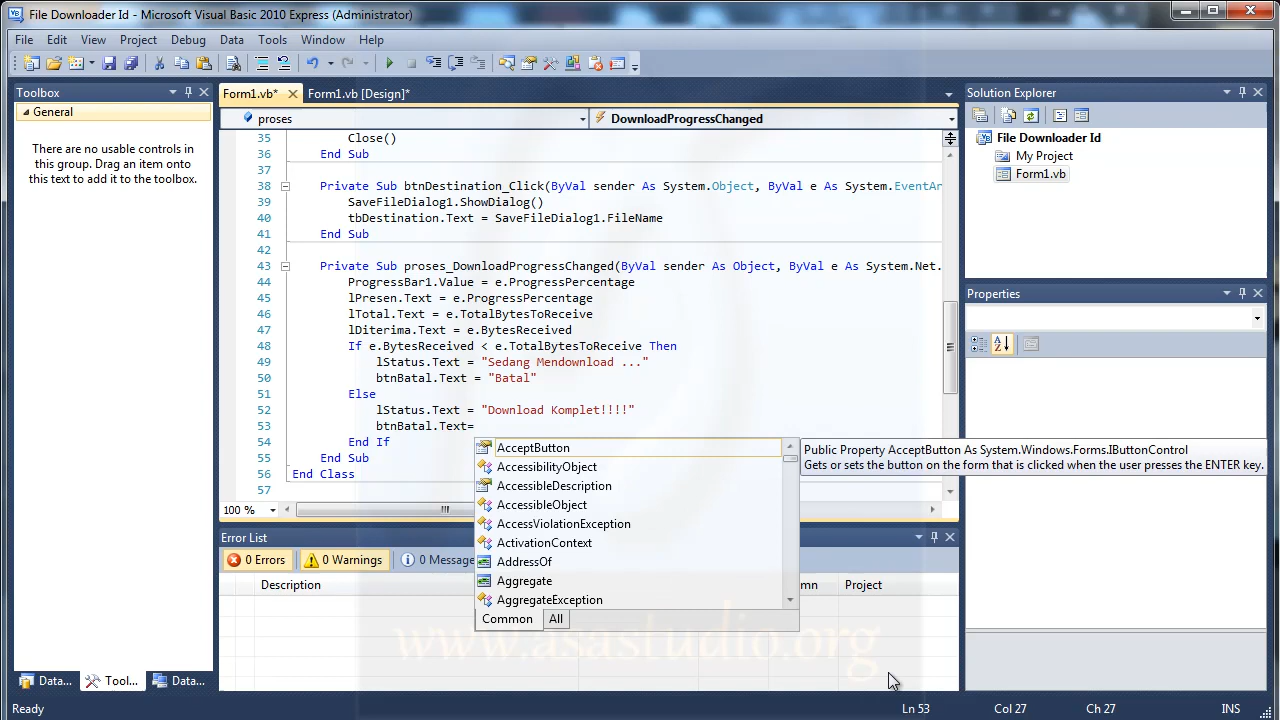 File Downloader Id - Microsoft Visual Basic 2010 Express (Administrator)
File Edit View Project Debug Data Tools Window Help
Toolbox
General
There are no usable controls in
this group. Drag an item onto
this text to add it to the toolbox.
Data...
Tool...
Data...
Form1.vb*
Form1.vb [Design]*
proses
DownloadProgressChanged
35 Close()
36 End Sub
37
38 Private Sub btnDestination_Click(ByVal sender As System.Object, ByVal e As System.EventAr
39 SaveFileDialog1.ShowDialog()
40 tbDestination.Text = SaveFileDialog1.FileName
41 End Sub
42
43 Private Sub proses_DownloadProgressChanged(ByVal sender As Object, ByVal e As System.Net.
44 ProgressBar1.Value = e.ProgressPercentage
45 lPresen.Text = e.ProgressPercentage
46 lTotal.Text = e.TotalBytesToReceive
47 lDiterima.Text = e.BytesReceived
48 If e.BytesReceived < e.TotalBytesToReceive Then
49 lStatus.Text = "Sedang Mendownload ..."
50 btnBatal.Text = "Batal"
51 Else
52 lStatus.Text = "Download Komplet!!!!"
53 btnBatal.Text=
54 End If
55 End Sub
56 End Class
57
100 %
AcceptButton
AccessibilityObject
AccessibleDescription
AccessibleObject
AccessViolationException
ActivationContext
AddressOf
Aggregate
AggregateException
Common
All
Public Property AcceptButton As System.Windows.Forms.IButtonControl
Gets or sets the button on the form that is clicked when the user presses the ENTER key.
Error List
0 Errors
0 Warnings
0 Message
Description
mn
Project
www.asastudio.org
Solution Explorer
File Downloader Id
My Project
Form1.vb
Properties
Ready
Ln 53
Col 27
Ch 27
INS